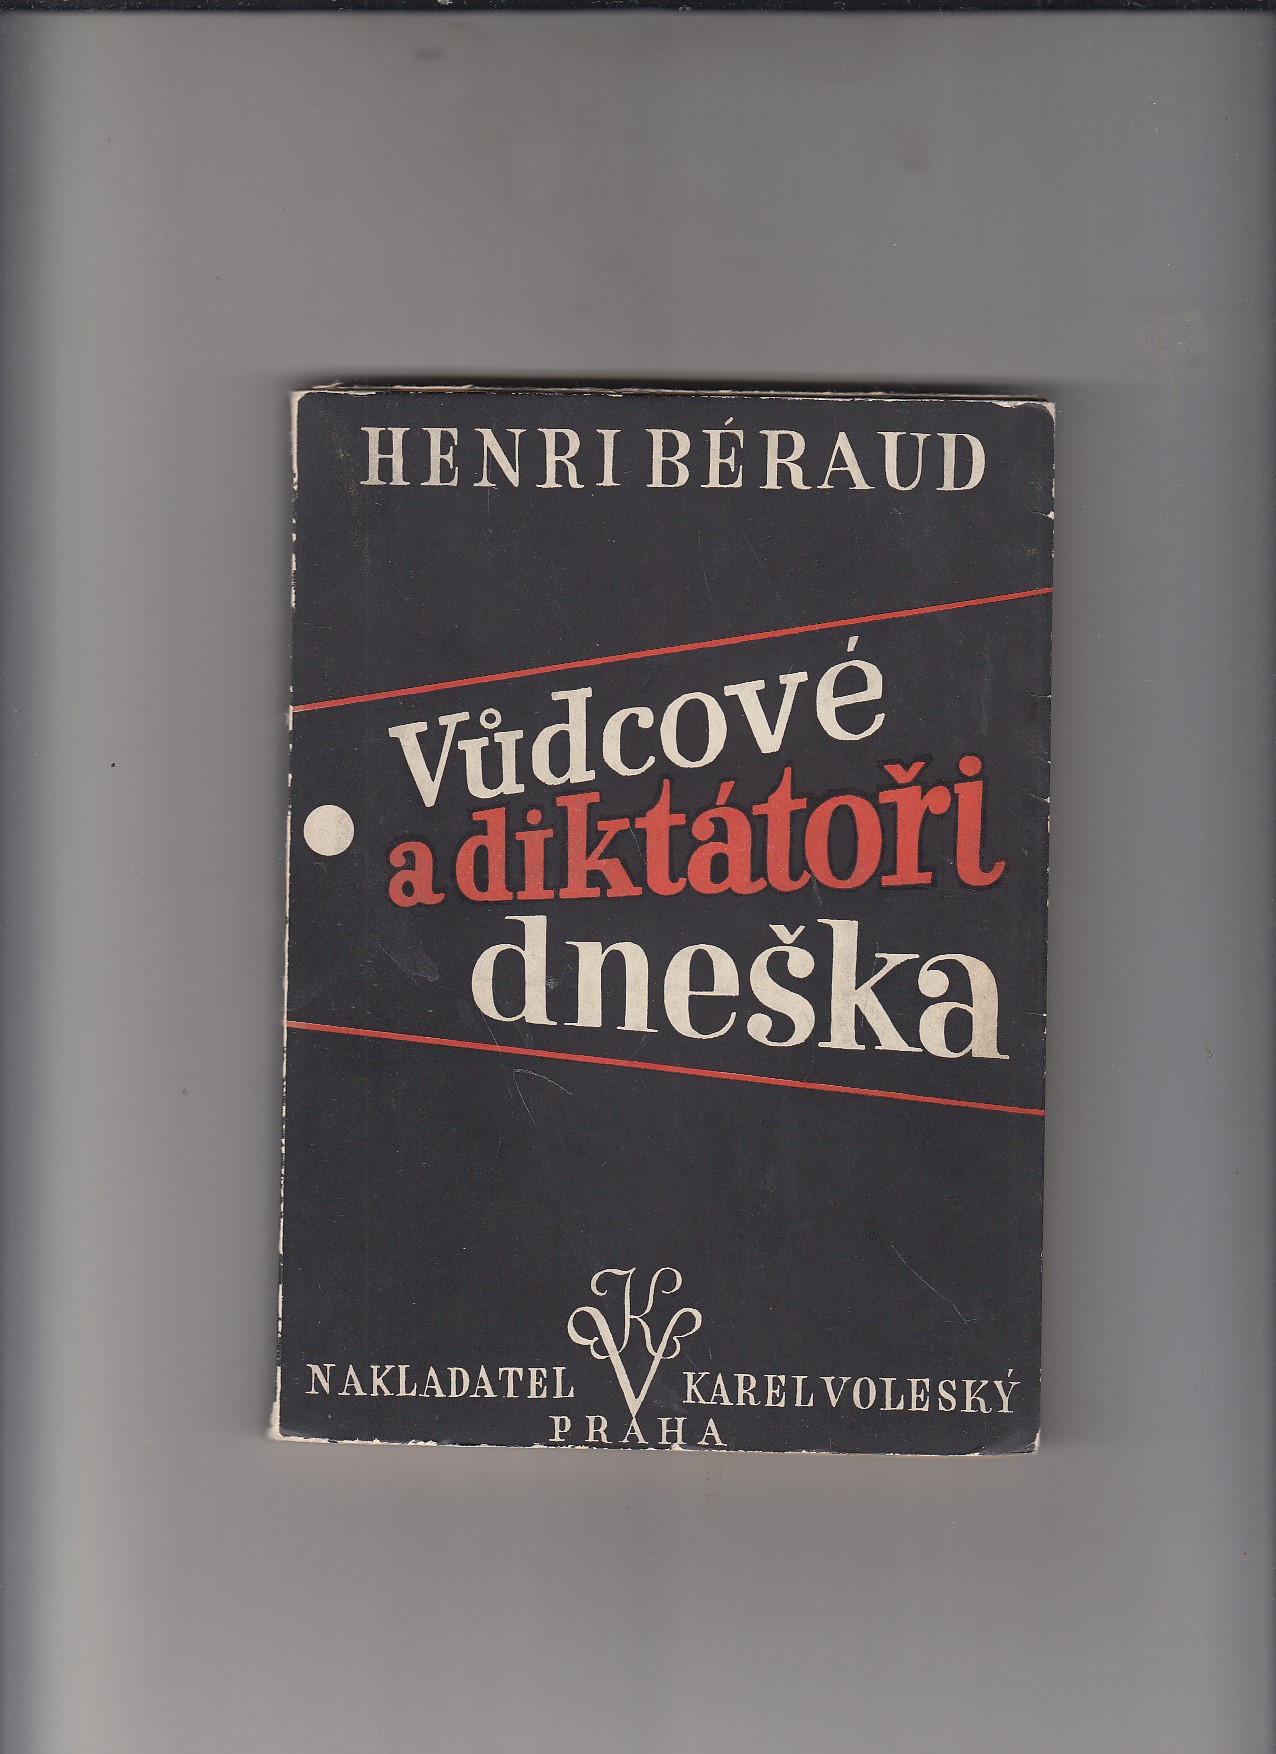 HENRI BÉRAUD
Vůdcové
a diktátoři
dneška
KV
NAKLADATEL KAREL VOLESKÝ
PRAHA